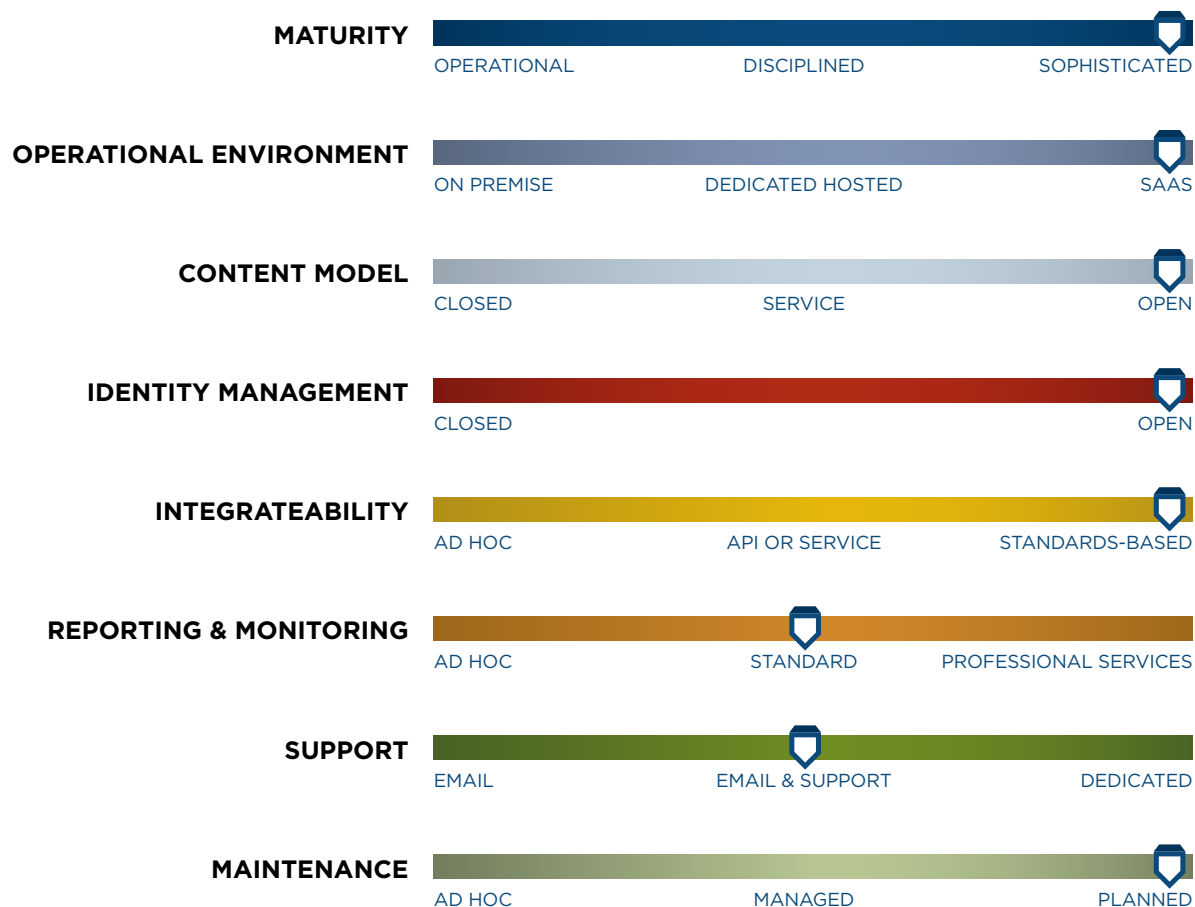 MATURITY
OPERATIONAL DISCIPLINED SOPHISTICATED
OPERATIONAL ENVIRONMENT
ON PREMISE DEDICATED HOSTED SAAS
CONTENT MODEL
CLOSED SERVICE OPEN
IDENTITY MANAGEMENT
CLOSED OPEN
INTEGRATEABILITY
AD HOC API OR SERVICE STANDARDS-BASED
REPORTING & MONITORING
AD HOC STANDARD PROFESSIONAL SERVICES
SUPPORT
EMAIL EMAIL & SUPPORT DEDICATED
MAINTENANCE
AD HOC MANAGED PLANNED